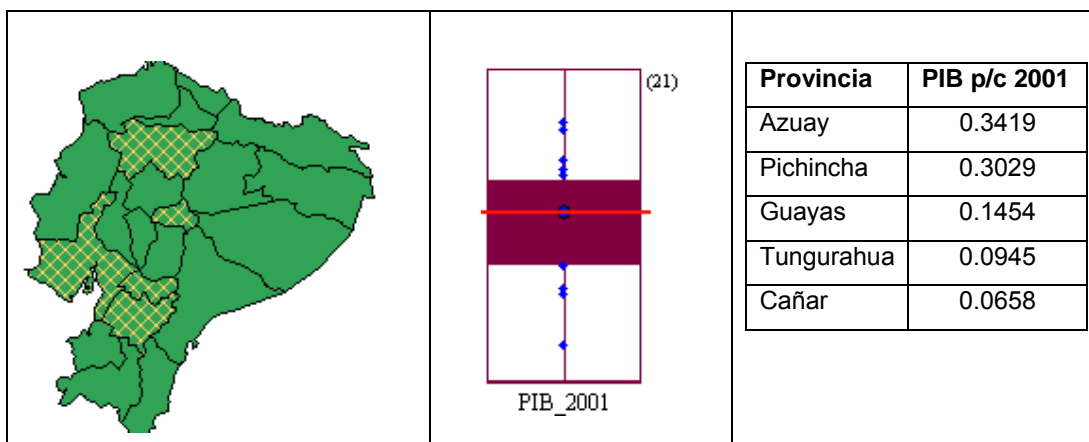 (21)
PIB_2001
Provincia PIB p/c 2001
Azuay 0.3419
Pichincha 0.3029
Guayas 0.1454
Tungurahua 0.0945
Cañar 0.0658